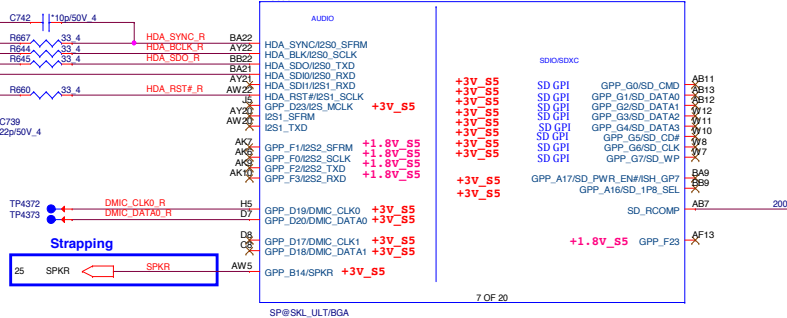 AUDIO
C742 *10p/50V_4
R667 33_4 HDA_SYNC_R BA22 HDA_SYNC/I2S0_SFRM
R644 33_4 HDA_BCLK_R AY22 HDA_BLK/I2S0_SCLK
R645 33_4 HDA_SDO_R BB22 HDA_SDO/I2S0_TXD
BA21 HDA_SDI0/I2S0_RXD
AY21 HDA_SDI1/I2S1_RXD
R660 33_4 HDA_RST#_R AW22 HDA_RST#/I2S1_SCLK
J5 GPP_D23/I2S_MCLK +3V_S5
AY20 I2S1_SFRM
AW20 I2S1_TXD
C739
22p/50V_4
AK7 GPP_F1/I2S2_SFRM +1.8V_S5
AK6 GPP_F0/I2S2_SCLK +1.8V_S5
AK9 GPP_F2/I2S2_TXD +1.8V_S5
AK10 GPP_F3/I2S2_RXD +1.8V_S5
TP4372 DMIC_CLK0_R H5 GPP_D19/DMIC_CLK0 +3V_S5
TP4373 DMIC_DATA0_R D7 GPP_D20/DMIC_DATA0 +3V_S5
D8 GPP_D17/DMIC_CLK1 +3V_S5
C8 GPP_D18/DMIC_DATA1 +3V_S5
Strapping
25 SPKR SPKR AW5 GPP_B14/SPKR +3V_S5
SDIO/SDXC
+3V_S5 SD GPI GPP_G0/SD_CMD AB11
+3V_S5 SD GPI GPP_G1/SD_DATA0 AB13
+3V_S5 SD GPI GPP_G2/SD_DATA1 AB12
+3V_S5 SD GPI GPP_G3/SD_DATA2 W12
+3V_S5 SD GPI GPP_G4/SD_DATA3 W11
+3V_S5 SD GPI GPP_G5/SD_CD# W10
+3V_S5 SD GPI GPP_G6/SD_CLK W8
+3V_S5 SD GPI GPP_G7/SD_WP W7
+3V_S5 GPP_A17/SD_PWR_EN#/ISH_GP7 BA9
+3V_S5 GPP_A16/SD_1P8_SEL BB9
SD_RCOMP AB7 200
+1.8V_S5 GPP_F23 AF13
7 OF 20
SP@SKL_ULT/BGA